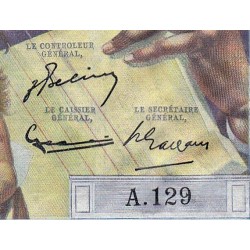 LE CONTROLEUR
GÉNÉRAL,
LE CAISSIER
GÉNÉRAL,
LE SECRÉTAIRE
GÉNÉRAL,
A.129